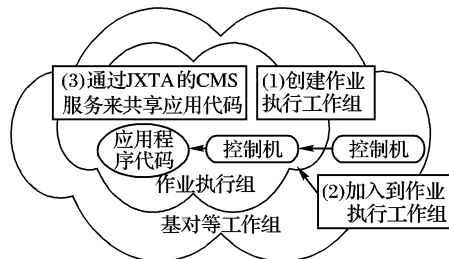 (3)通过JXTA的CMS
服务来共享应用代码
(1)创建作业
执行工作组
应用程
序代码
控制机
控制机
作业执行组
(2)加入到作业
执行工作组
基对等工作组